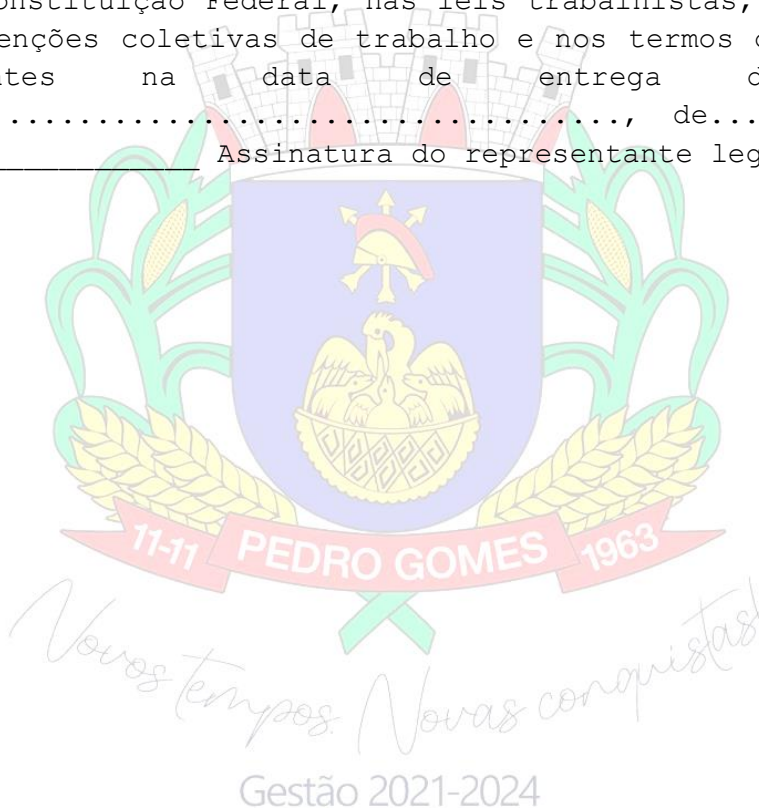 onstituição Federal, nas leis trabalhistas,
enções coletivas de trabalho e nos termos
ntes na data de entrega d
...................................., de...
____________ Assinatura do representante leg
11-11 PEDRO GOMES 1963
Novos tempos. Novas conquistas!
Gestão 2021-2024